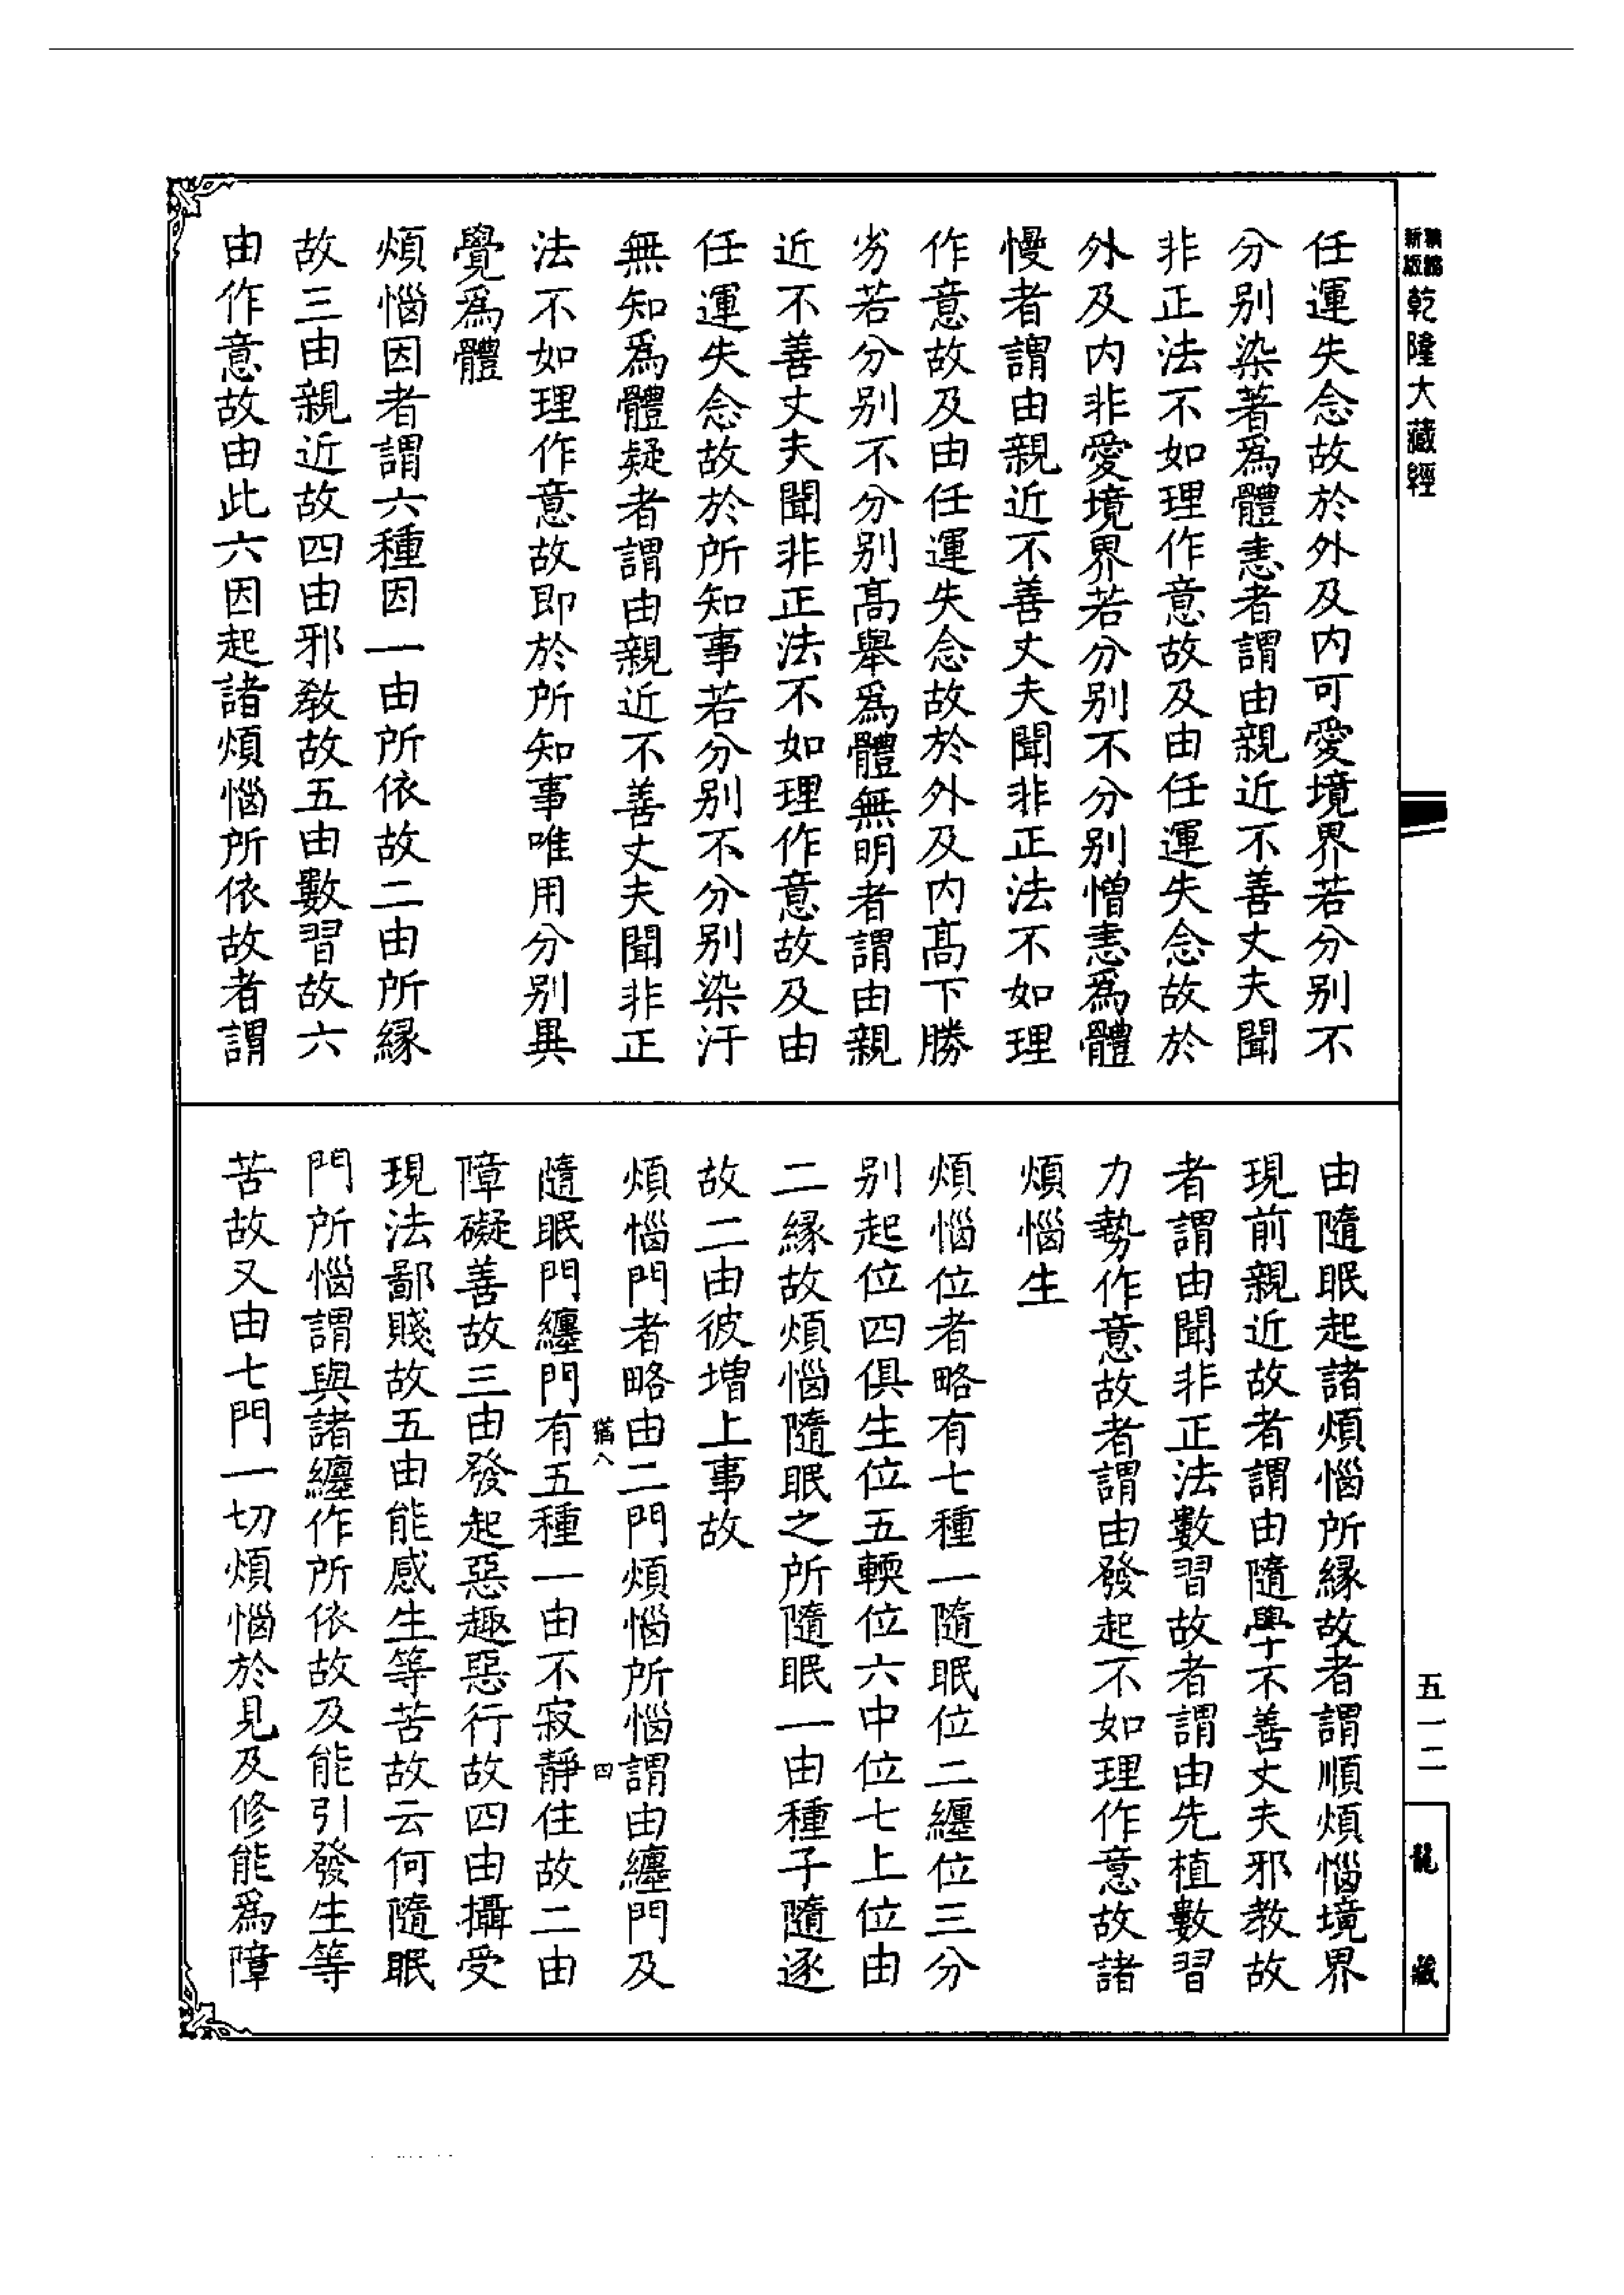 精編新版
乾隆大藏經
任運失念故於外及内可愛境界若分别不
分别染著爲體恚者謂由親近不善丈夫聞
非正法不如理作意故及由任運失念故於
外及内非愛境界若分别不分别憎恚爲體
慢者謂由親近不善丈夫聞非正法不如理
作意故及由任運失念故於外及内髙下勝
劣若分别不分别髙舉爲體無明者謂由親
近不善丈夫聞非正法不如理作意故及由
任運失念故於所知事若分别不分别染汙
無知爲體疑者謂由親近不善丈夫聞非正
法不如理作意故即於所知事唯用分别異
覺爲體
煩惱因者謂六種因一由所依故二由所緣
故三由親近故四由邪敎故五由數習故六
由作意故由此六因起諸煩惱所依故者謂
由隨眠起諸煩惱所緣故者謂順煩惱境界
現前親近故者謂由隨學不善丈夫邪教故
者謂由聞非正法數習故者謂由先植數習
力勢作意故者謂由發起不如理作意故諸
煩惱生
煩惱位者略有七種一隨眠位二纏位三分
别起位四俱生位五輭位六中位七上位由
二緣故煩惱隨眠之所隨眠一由種子隨逐
故二由彼增上事故
煩惱門者略由二門煩惱所惱謂由纏門及
四
隨眠門纏門有五種一由不寂靜住故二由
障礙善故三由發起惡趣惡行故四由攝受
現法鄙賤故五由能感生等苦故云何隨眠
門所惱謂與諸纏作所依故及能引發生等
苦故又由七門一切煩惱於見及修能爲障
五一二
龍藏